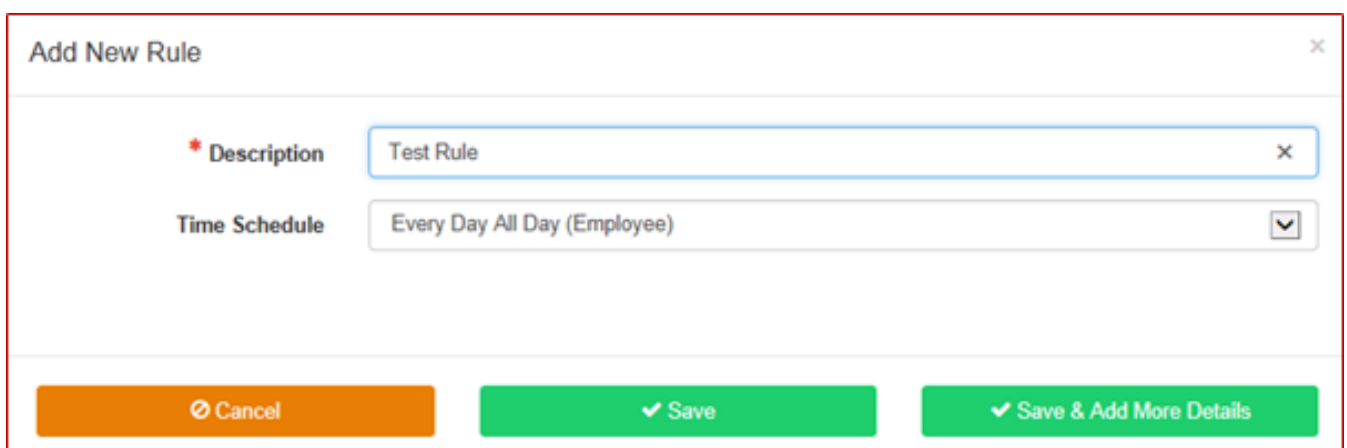 Add New Rule
* Description
Test Rule
Time Schedule
Every Day All Day (Employee)
Cancel
Save
Save & Add More Details